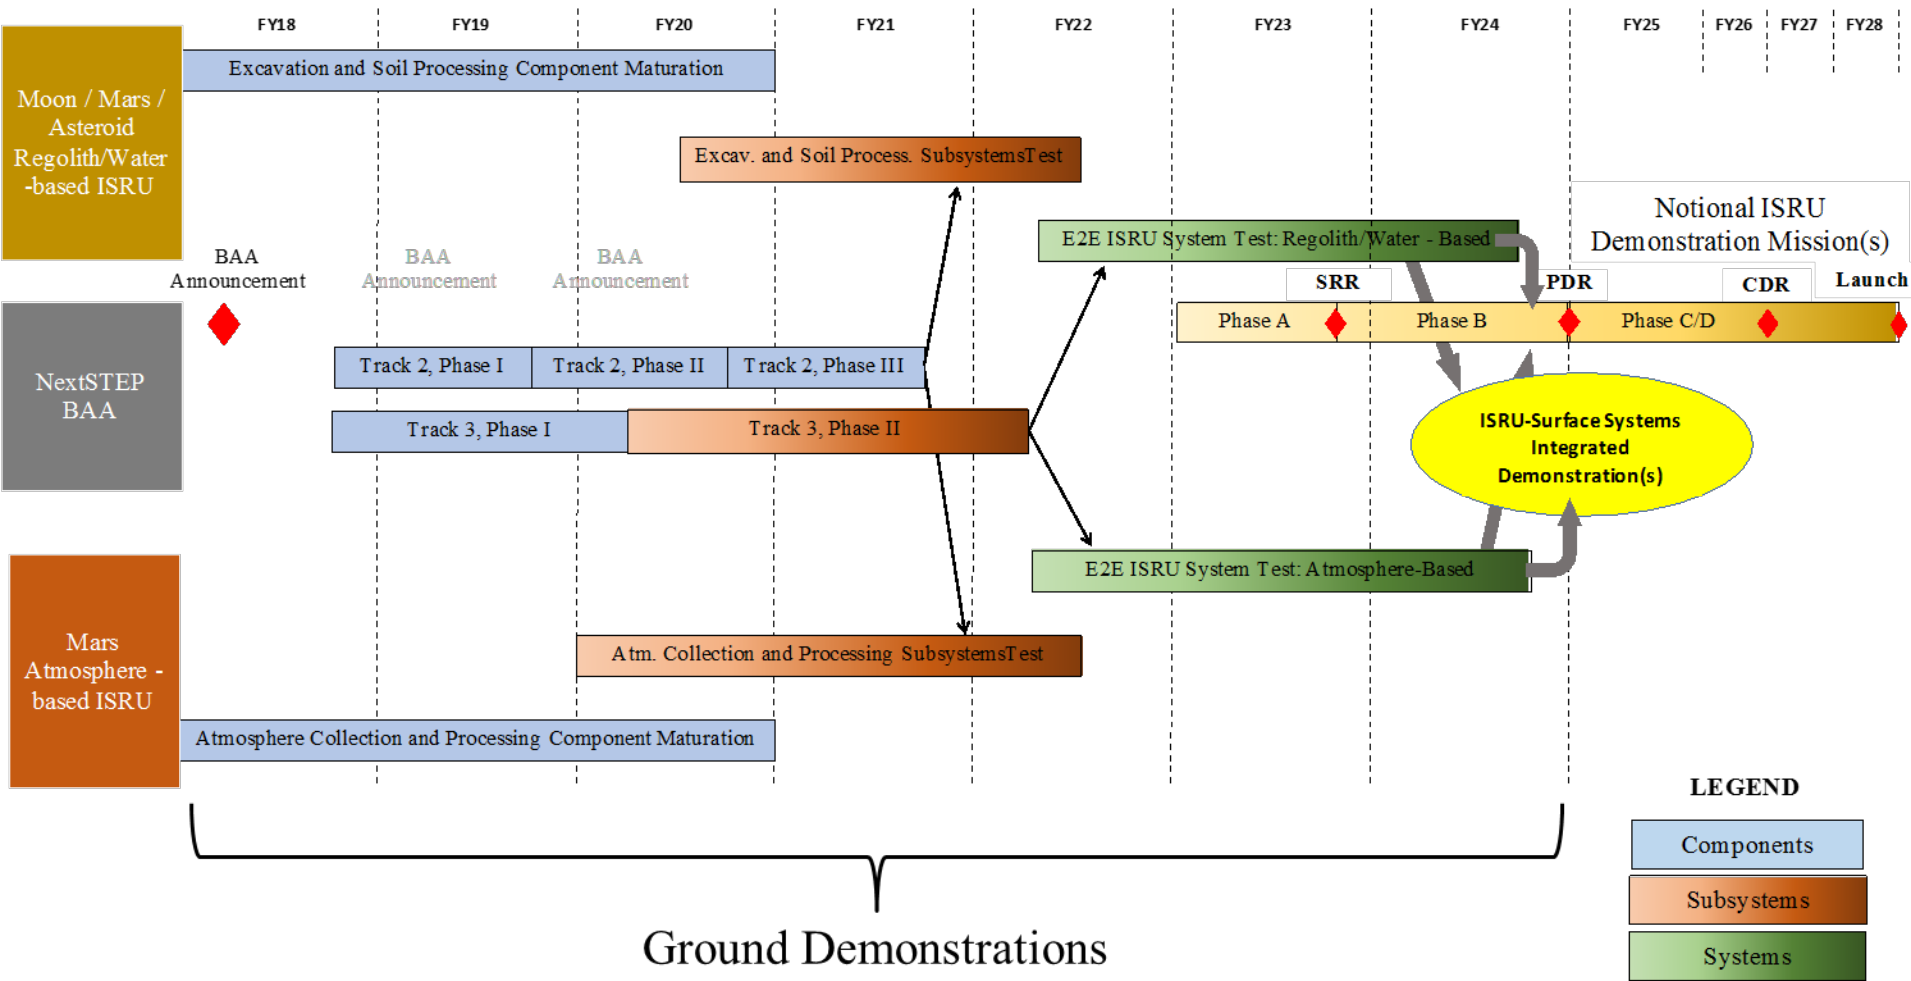 FY18 FY19 FY20 FY21 FY22 FY23 FY24 FY25 FY26 FY27 FY28
Moon / Mars /
Asteroid
Regolith/Water
-based ISRU
Excavation and Soil Processing Component Maturation
Excav. and Soil Process. SubsystemsTest
E2E ISRU System Test: Regolith/Water - Based
Notional ISRU
Demonstration Mission(s)
BAA
Announcement
BAA
Announcement
BAA
Announcement
SRR
PDR
CDR
Launch
Phase A
Phase B
Phase C/D
NextSTEP
BAA
Track 2, Phase I
Track 2, Phase II
Track 2, Phase III
Track 3, Phase I
Track 3, Phase II
ISRU-Surface Systems
Integrated
Demonstration(s)
E2E ISRU System Test: Atmosphere-Based
Mars
Atmosphere -
based ISRU
Atm. Collection and Processing SubsystemsTest
Atmosphere Collection and Processing Component Maturation
Ground Demonstrations
LEGEND
Components
Subsystems
Systems